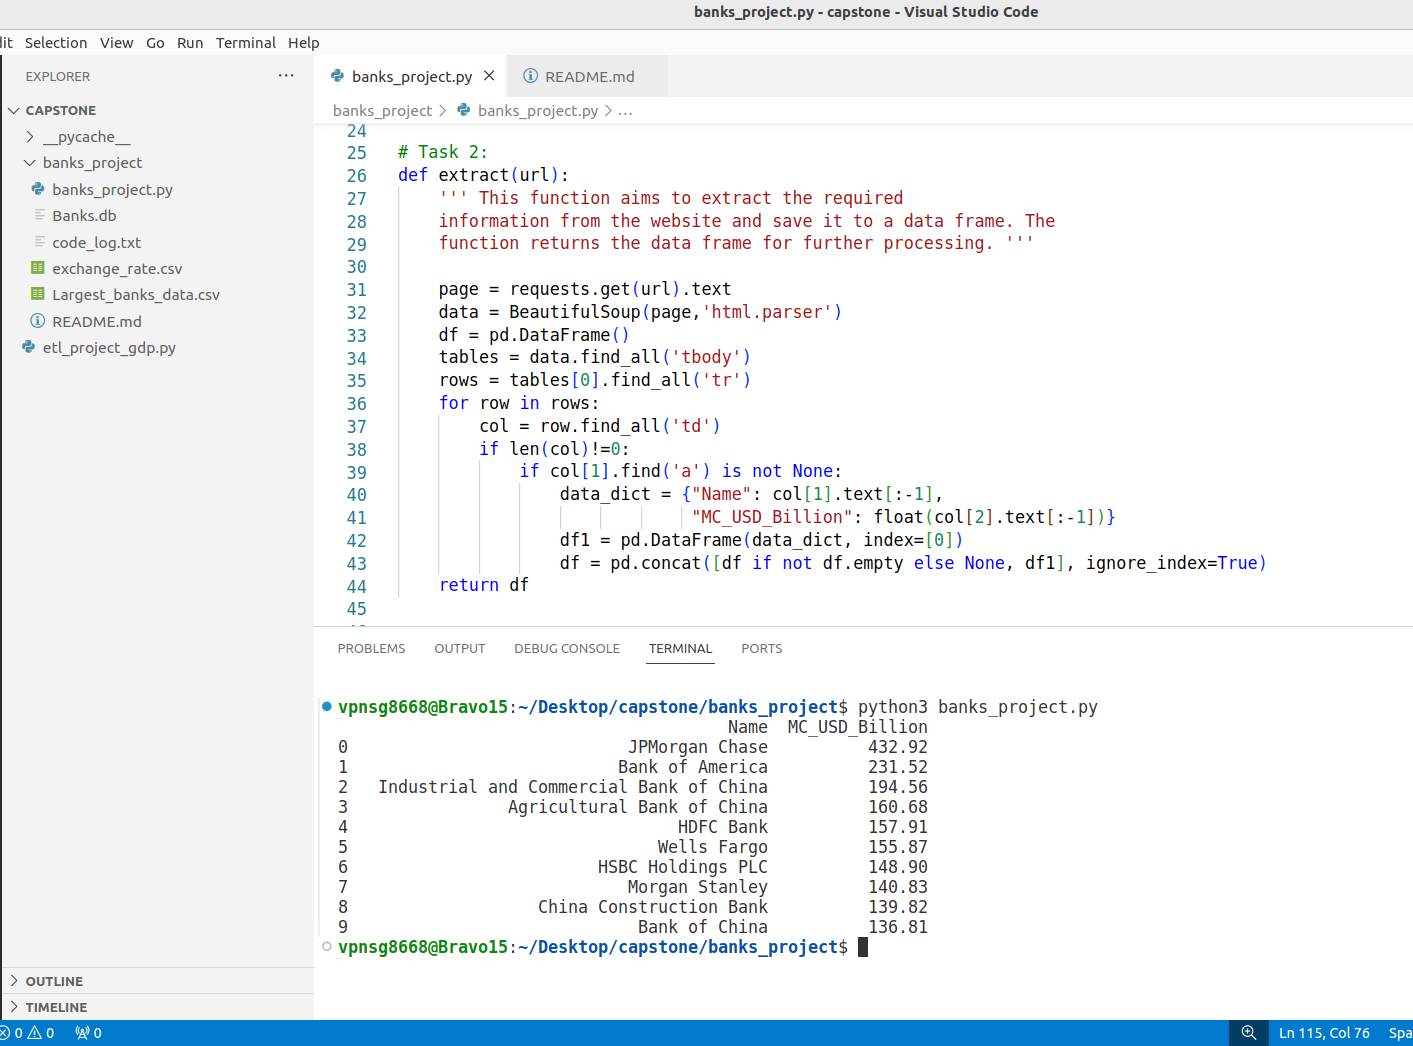 banks_project.py - capstone - Visual Studio Code
dit Selection View Go Run Terminal Help
EXPLORER
CAPSTONE
__pycache__
banks_project
banks_project.py
Banks.db
code_log.txt
exchange_rate.csv
Largest_banks_data.csv
README.md
etl_project_gdp.py
OUTLINE
TIMELINE
banks_project.py README.md
banks_project > banks_project.py > ...
24
25 # Task 2:
26 def extract(url):
27     ''' This function aims to extract the required
28     information from the website and save it to a data frame. The
29     function returns the data frame for further processing. '''
30
31     page = requests.get(url).text
32     data = BeautifulSoup(page,'html.parser')
33     df = pd.DataFrame()
34     tables = data.find_all('tbody')
35     rows = tables[0].find_all('tr')
36     for row in rows:
37         col = row.find_all('td')
38         if len(col)!=0:
39             if col[1].find('a') is not None:
40                 data_dict = {"Name": col[1].text[:-1],
41                              "MC_USD_Billion": float(col[2].text[:-1])}
42                 df1 = pd.DataFrame(data_dict, index=[0])
43                 df = pd.concat([df if not df.empty else None, df1], ignore_index=True)
44     return df
45
PROBLEMS OUTPUT DEBUG CONSOLE TERMINAL PORTS
vpnsg8668@Bravo15:~/Desktop/capstone/banks_project$ python3 banks_project.py
Name MC_USD_Billion
0 JPMorgan Chase 432.92
1 Bank of America 231.52
2 Industrial and Commercial Bank of China 194.56
3 Agricultural Bank of China 160.68
4 HDFC Bank 157.91
5 Wells Fargo 155.87
6 HSBC Holdings PLC 148.90
7 Morgan Stanley 140.83
8 China Construction Bank 139.82
9 Bank of China 136.81
vpnsg8668@Bravo15:~/Desktop/capstone/banks_project$
0 0 0 Ln 115, Col 76 Spa